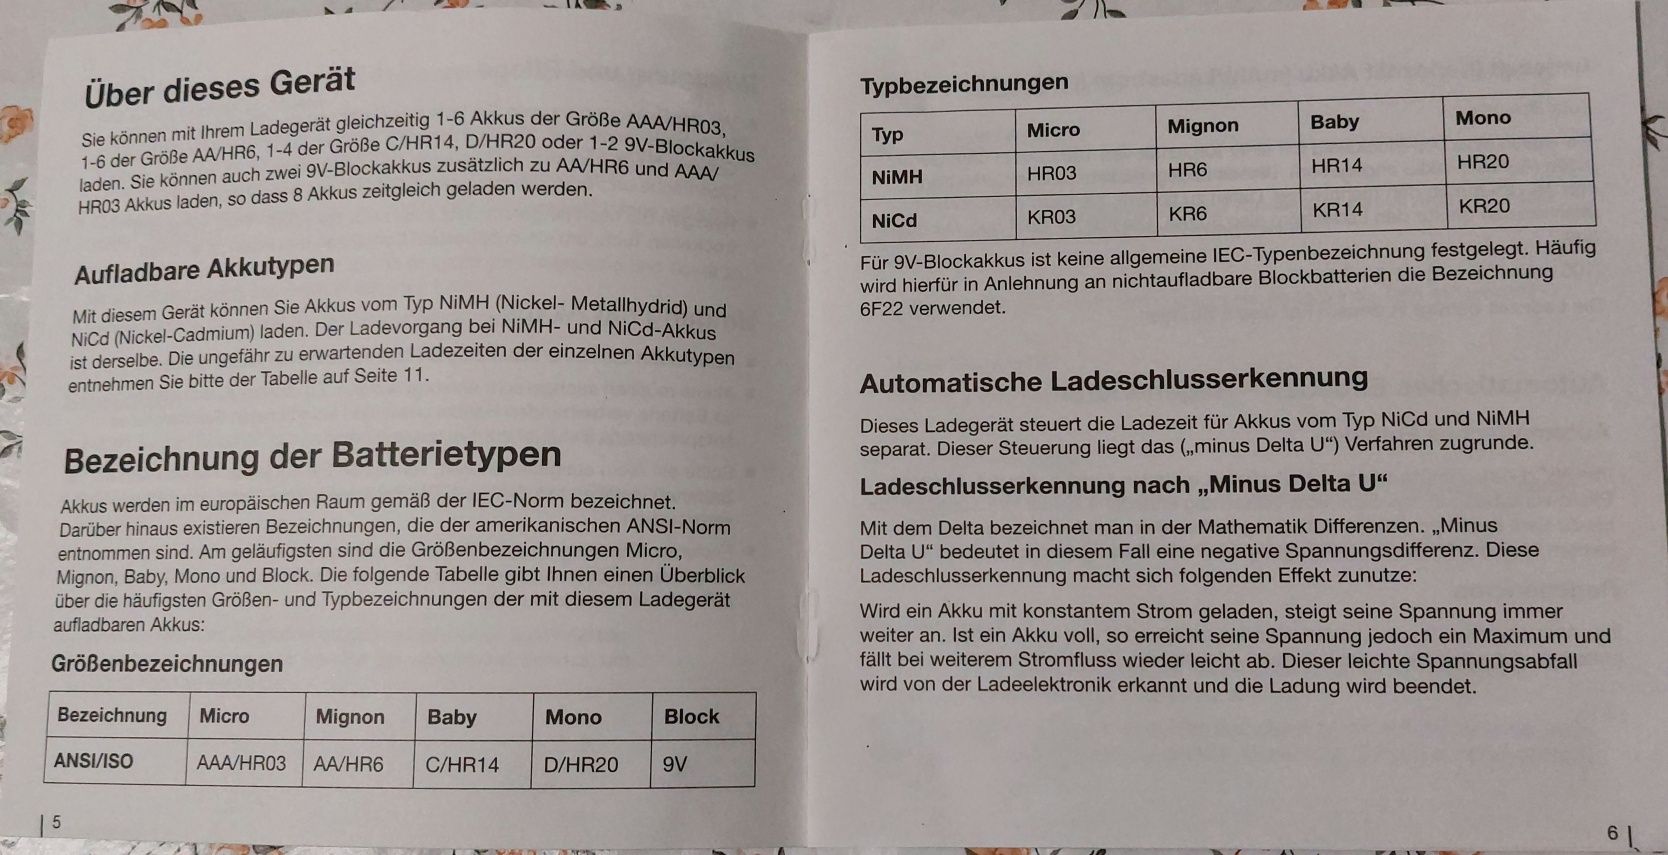 Über dieses Gerät
Sie können mit Ihrem Ladegerät gleichzeitig 1-6 Akkus der Größe AAA/HR03,
1-6 der Größe AA/HR6, 1-4 der Größe C/HR14, D/HR20 oder 1-2 9V-Blockakkus
laden. Sie können auch zwei 9V-Blockakkus zusätzlich zu AA/HR6 und AAA/
HR03 Akkus laden, so dass 8 Akkus zeitgleich geladen werden.
Aufladbare Akkutypen
Mit diesem Gerät können Sie Akkus vom Typ NiMH (Nickel- Metallhydrid) und
NiCd (Nickel-Cadmium) laden. Der Ladevorgang bei NiMH- und NiCd-Akkus
ist derselbe. Die ungefähr zu erwartenden Ladezeiten der einzelnen Akkutypen
entnehmen Sie bitte der Tabelle auf Seite 11.
Bezeichnung der Batterietypen
Akkus werden im europäischen Raum gemäß der IEC-Norm bezeichnet.
Darüber hinaus existieren Bezeichnungen, die der amerikanischen ANSI-Norm
entnommen sind. Am geläufigsten sind die Größenbezeichnungen Micro,
Mignon, Baby, Mono und Block. Die folgende Tabelle gibt Ihnen einen Überblick
über die häufigsten Größen- und Typbezeichnungen der mit diesem Ladegerät
aufladbaren Akkus:
Größenbezeichnungen
Bezeichnung Micro Mignon Baby Mono Block
ANSI/ISO AAA/HR03 AA/HR6 C/HR14 D/HR20 9V
5
Typbezeichnungen
Typ Micro Mignon Baby Mono
NiMH HR03 HR6 HR14 HR20
NiCd KR03 KR6 KR14 KR20
Für 9V-Blockakkus ist keine allgemeine IEC-Typenbezeichnung festgelegt. Häufig
wird hierfür in Anlehnung an nichtaufladbare Blockbatterien die Bezeichnung
6F22 verwendet.
Automatische Ladeschlusserkennung
Dieses Ladegerät steuert die Ladezeit für Akkus vom Typ NiCd und NiMH
separat. Dieser Steuerung liegt das („minus Delta U“) Verfahren zugrunde.
Ladeschlusserkennung nach „Minus Delta U“
Mit dem Delta bezeichnet man in der Mathematik Differenzen. „Minus
Delta U“ bedeutet in diesem Fall eine negative Spannungsdifferenz. Diese
Ladeschlusserkennung macht sich folgenden Effekt zunutze:
Wird ein Akku mit konstantem Strom geladen, steigt seine Spannung immer
weiter an. Ist ein Akku voll, so erreicht seine Spannung jedoch ein Maximum und
fällt bei weiterem Stromfluss wieder leicht ab. Dieser leichte Spannungsabfall
wird von der Ladeelektronik erkannt und die Ladung wird beendet.
6